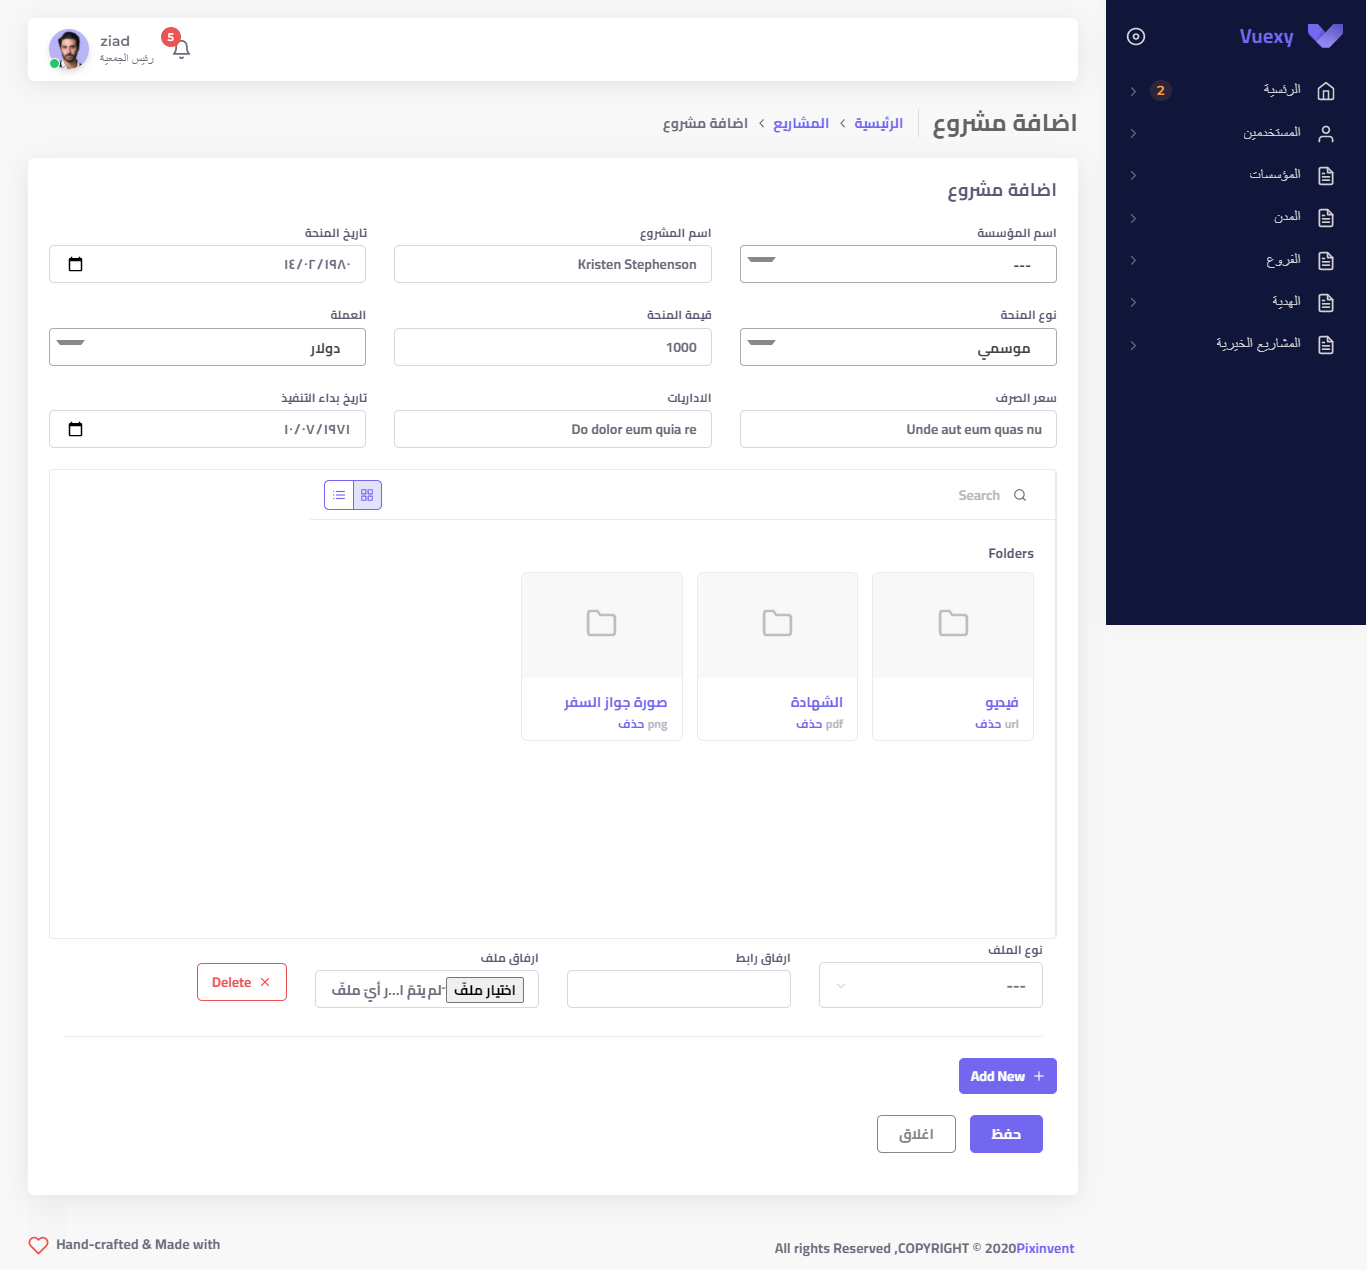 Vuexy
الرئسية
2
المستخدمين
المؤسسات
المدن
الفروع
الهدية
المشاريع الخيرية
5
ziad
رئيس الجمعية
اضافة مشروع
الرئيسية
المشاريع
اضافة مشروع
اضافة مشروع
اسم المؤسسة
---
اسم المشروع
Kristen Stephenson
تاريخ المنحة
١٤/٠٢/١٩٨٠
نوع المنحة
موسمي
قيمة المنحة
1000
العملة
دولار
سعر الصرف
Unde aut eum quas nu
الاداريات
Do dolor eum quia re
تاريخ بداء التنفيذ
١٠/٠٧/١٩٧١
Search
Folders
فيديو
url حذف
الشهادة
pdf حذف
صورة جواز السفر
png حذف
نوع الملف
---
ارفاق رابط
ارفاق ملف
اختيار ملفّ
لم يتمّ ا...ر أيّ ملفّ
Delete
Add New
حفظ
اغلاق
All rights Reserved ,COPYRIGHT © 2020Pixinvent
Hand-crafted & Made with